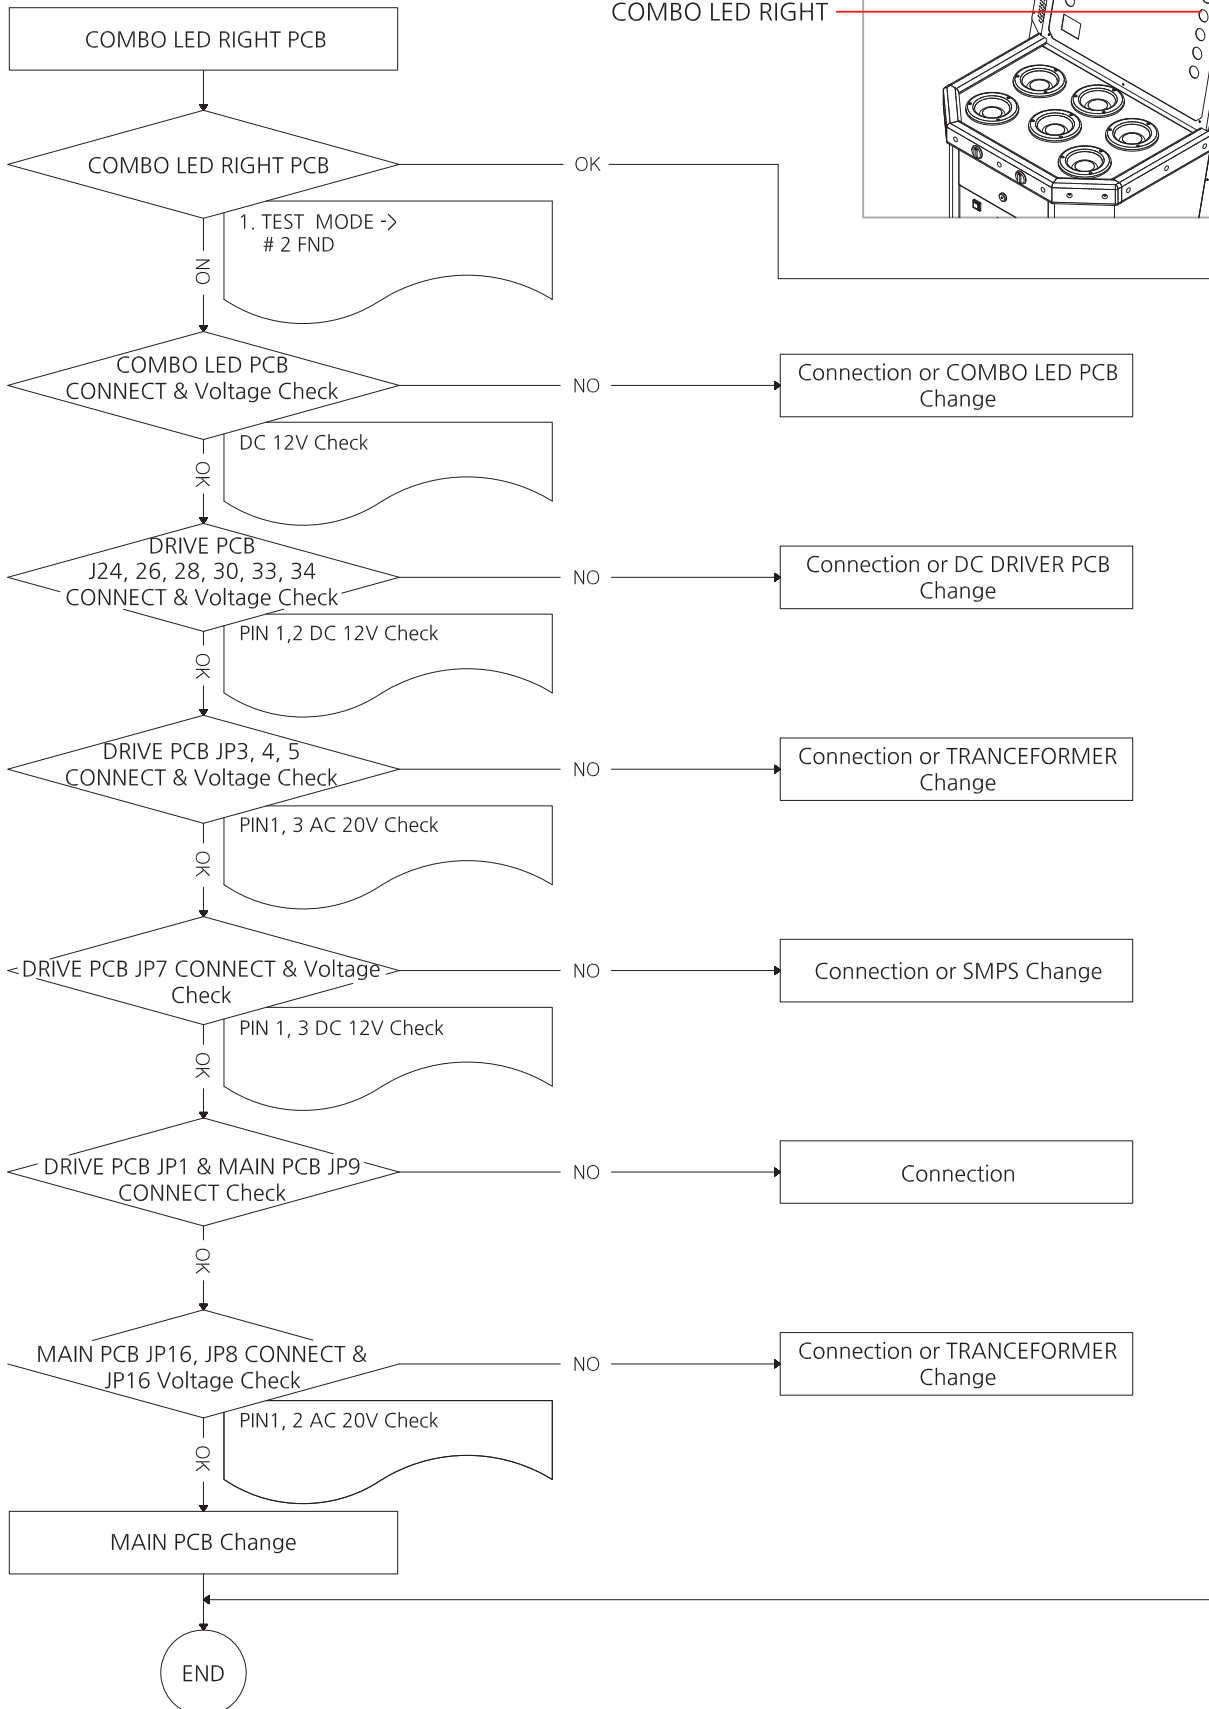 COMBO LED RIGHT
COMBO LED RIGHT PCB
COMBO LED RIGHT PCB
OK
1. TEST MODE ->
# 2 FND
NO
COMBO LED PCB
CONNECT & Voltage Check
NO
Connection or COMBO LED PCB
Change
DC 12V Check
OK
DRIVE PCB
J24, 26, 28, 30, 33, 34
CONNECT & Voltage Check
NO
Connection or DC DRIVER PCB
Change
PIN 1,2 DC 12V Check
OK
DRIVE PCB JP3, 4, 5
CONNECT & Voltage Check
NO
Connection or TRANCEFORMER
Change
PIN1, 3 AC 20V Check
OK
DRIVE PCB JP7 CONNECT & Voltage
Check
NO
Connection or SMPS Change
PIN 1, 3 DC 12V Check
OK
DRIVE PCB JP1 & MAIN PCB JP9
CONNECT Check
NO
Connection
OK
MAIN PCB JP16, JP8 CONNECT &
JP16 Voltage Check
NO
Connection or TRANCEFORMER
Change
PIN1, 2 AC 20V Check
OK
MAIN PCB Change
END